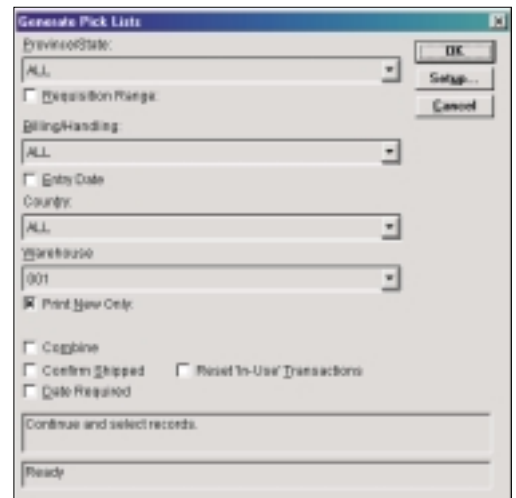 Generate Pick Lists
Province/State:
OK
ALL
Setup...
Requisition Range:
Cancel
Billing/Handling:
ALL
Entry Date
Country:
ALL
Warehouse
001
Print New Only:
Combine
Confirm Shipped
Reset 'In-Use' Transactions
Date Required
Continue and select records.
Ready